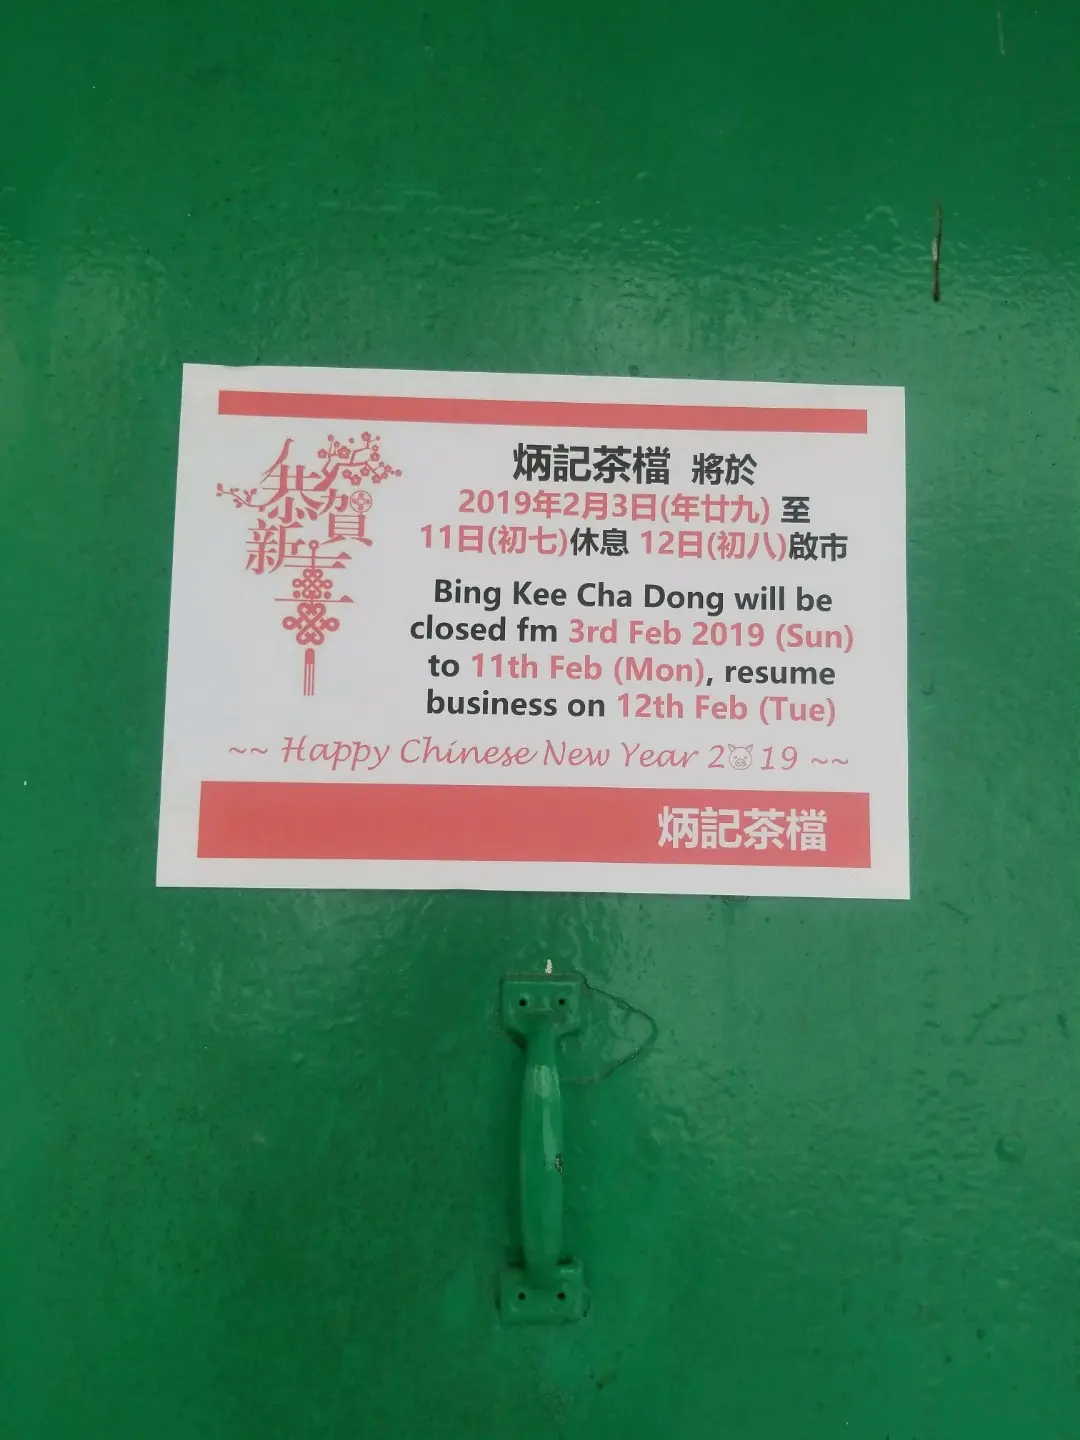 恭賀
新喜
炳記茶檔 將於
2019年2月3日(年廿九) 至
11日(初七)休息 12日(初八)啟市
Bing Kee Cha Dong will be
closed fm 3rd Feb 2019 (Sun)
to 11th Feb (Mon), resume
business on 12th Feb (Tue)
~~ Happy Chinese New Year 2019 ~~
炳記茶檔